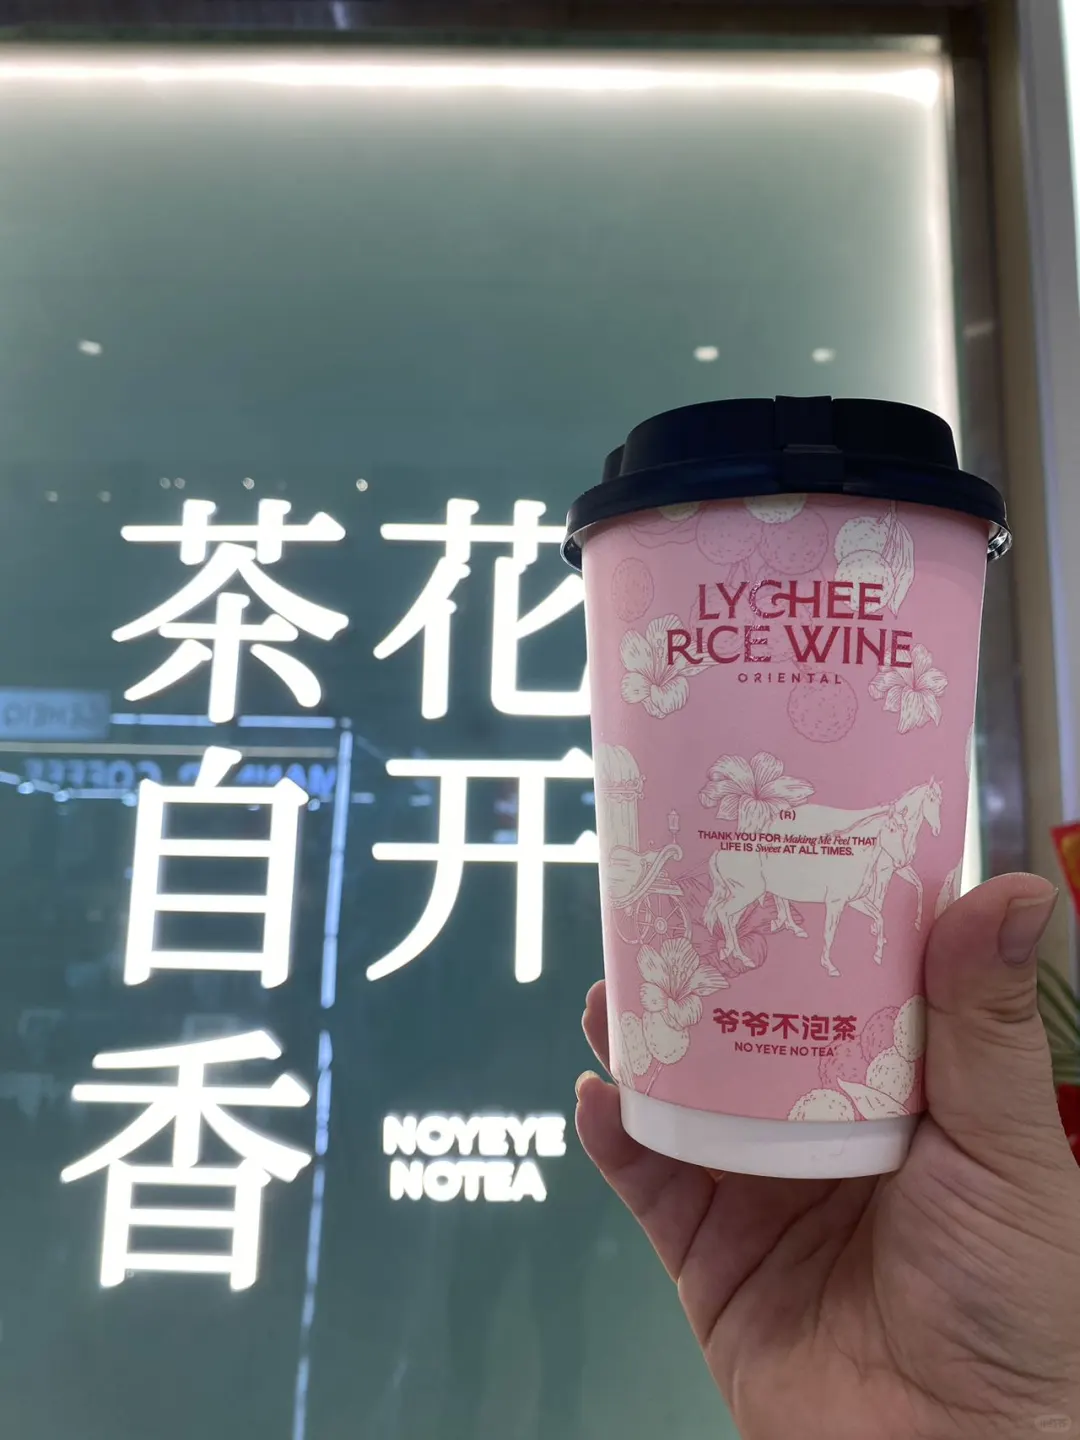 花开
茶自香
NOYEYE
NOTEA
LYCHEE
RICE WINE
ORIENTAL
(R)
THANK YOU FOR Making Me Feel THAT
LIFE IS Sweet AT ALL TIMES.
爷爷不泡茶
NO YEYE NO TEA